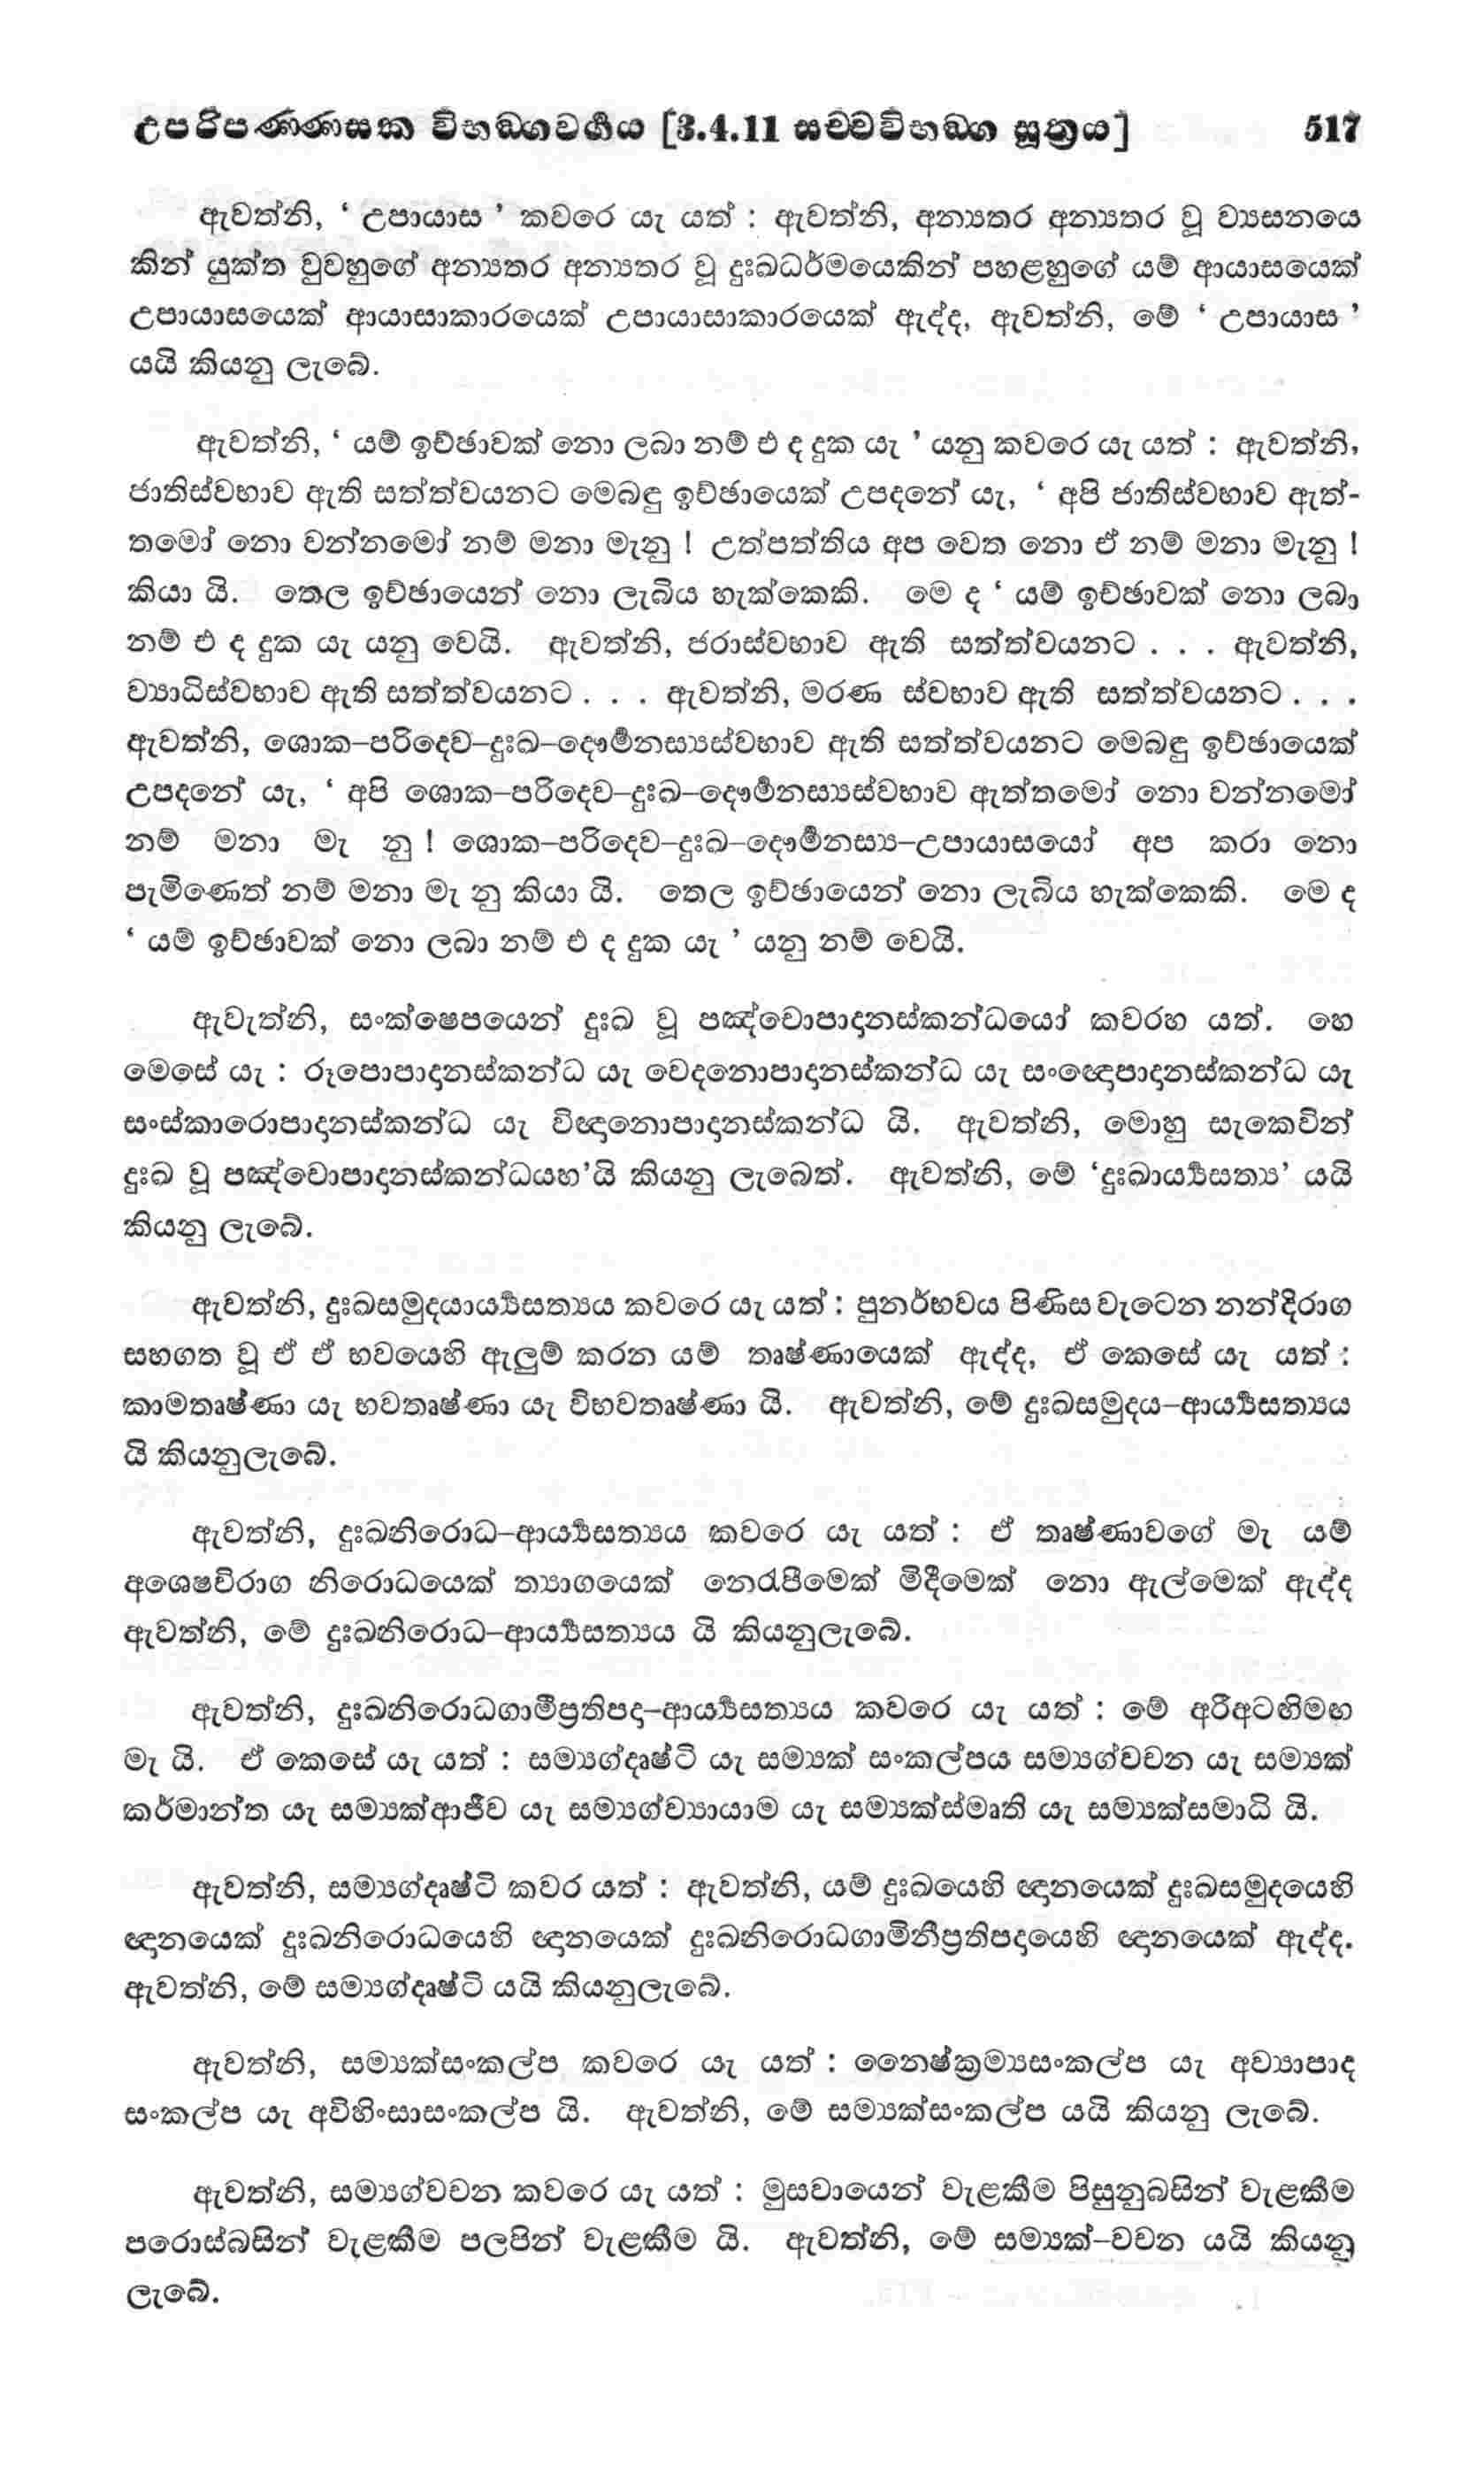 උපරිපණ්ණාසක විභඞ්ගවර්ගය [3.4.11 සච්චවිභඞ්ග සූත්‍රය] 517
ඇවත්නි, ‘ උපායාස ’ කවරෙ යැ යත් : ඇවත්නි, අන්‍යතර අන්‍යතර වූ ව්‍යසනයෙ
කින් යුක්ත වූවහුගේ අන්‍යතර අන්‍යතර වූ දුඃඛධර්මයෙකින් පහළහුගේ යම් ආයාසයෙක්
උපායාසයෙක් ආයාසාකාරයෙක් උපායාසාකාරයෙක් ඇද්ද, ඇවත්නි, මේ ‘ උපායාස ’
යයි කියනු ලැබේ.
ඇවත්නි, ‘ යම් ඉච්ඡාවක් නො ලබා නම් එ ද දුක යැ ’ යනු කවරෙ යැ යත් : ඇවත්නි,
ජාතිස්වභාව ඇති සත්ත්වයනට මෙබඳු ඉච්ඡායෙක් උපදනේ යැ, ‘ අපි ජාතිස්වභාව ඇත්-
තමෝ නො වන්නමෝ නම් මනා මැනු ! උත්පත්තිය අප වෙත නො ඒ නම් මනා මැනු !
කියා යි. තෙල ඉච්ඡායෙන් නො ලැබිය හැක්කෙකි. මෙ ද ‘ යම් ඉච්ඡාවක් නො ලබා
නම් එ ද දුක යැ යනු වෙයි. ඇවත්නි, ජරාස්වභාව ඇති සත්ත්වයනට . . . ඇවත්නි,
ව්‍යාධිස්වභාව ඇති සත්ත්වයනට . . . ඇවත්නි, මරණ ස්වභාව ඇති සත්ත්වයනට . . .
ඇවත්නි, ශොක–පරිදෙව–දුඃඛ–දෞර්මනස්‍යස්වභාව ඇති සත්ත්වයනට මෙබඳු ඉච්ඡායෙක්
උපදනේ යැ, ‘ අපි ශොක–පරිදෙව–දුඃඛ–දෞර්මනස්‍යස්වභාව ඇත්තමෝ නො වන්නමෝ
නම් මනා මැ නු ! ශොක–පරිදෙව–දුඃඛ–දෞර්මනස්‍ය–උපායාසයෝ අප කරා නො
පැමිණෙත් නම් මනා මැ නු කියා යි. තෙල ඉච්ඡායෙන් නො ලැබිය හැක්කෙකි. මෙ ද
‘ යම් ඉච්ඡාවක් නො ලබා නම් එ ද දුක යැ ’ යනු නම් වෙයි.
ඇවැත්නි, සංක්ෂෙපයෙන් දුඃඛ වූ පඤ්චොපාදානස්කන්ධයෝ කවරහ යත්. හෙ
මෙසේ යැ : රූපොපාදානස්කන්ධ යැ වෙදනොපාදානස්කන්ධ යැ සංඥොපාදානස්කන්ධ යැ
සංස්කාරොපාදානස්කන්ධ යැ විඥානොපාදානස්කන්ධ යි. ඇවත්නි, මොහු සැකෙවින්
දුඃඛ වූ පඤ්චොපාදානස්කන්ධයහ’යි කියනු ලැබෙත්. ඇවත්නි, මේ ‘දුඃඛාර්‍ය්‍යසත්‍ය’ යයි
කියනු ලැබේ.
ඇවත්නි, දුඃඛසමුදයාර්‍ය්‍යසත්‍යය කවරෙ යැ යත් : පුනර්භවය පිණිස වැටෙන නන්දිරාග
සහගත වූ ඒ ඒ භවයෙහි ඇලුම් කරන යම් තෘෂ්ණායෙක් ඇද්ද, ඒ කෙසේ යැ යත් :
කාමතෘෂ්ණා යැ භවතෘෂ්ණා යැ විභවතෘෂ්ණා යි. ඇවත්නි, මේ දුඃඛසමුදය–ආර්‍ය්‍යසත්‍යය
යි කියනුලැබේ.
ඇවත්නි, දුඃඛනිරොධ–ආර්‍ය්‍යසත්‍යය කවරෙ යැ යත් : ඒ තෘෂ්ණාවගේ මැ යම්
අශෙෂවිරාග නිරොධයෙක් ත්‍යාගයෙක් නෙරැපීමෙක් මිදීමෙක් නො ඇල්මෙක් ඇද්ද
ඇවත්නි, මේ දුඃඛනිරොධ–ආර්‍ය්‍යසත්‍යය යි කියනුලැබේ.
ඇවත්නි, දුඃඛනිරොධගාමීප්‍රතිපදා–ආර්‍ය්‍යසත්‍යය කවරෙ යැ යත් : මේ අරීඅටඟිමඟ
මැ යි. ඒ කෙසේ යැ යත් : සම්‍යග්දෘෂ්ටි යැ සම්‍යක් සංකල්පය සම්‍යග්වචන යැ සම්‍යක්
කර්මාන්ත යැ සම්‍යක්ආජීව යැ සම්‍යග්ව්‍යායාම යැ සම්‍යක්ස්මෘති යැ සම්‍යක්සමාධි යි.
ඇවත්නි, සම්‍යග්දෘෂ්ටි කවර යත් : ඇවත්නි, යම් දුඃඛයෙහි ඥානයෙක් දුඃඛසමුදයෙහි
ඥානයෙක් දුඃඛනිරොධයෙහි ඥානයෙක් දුඃඛනිරොධගාමිනීප්‍රතිපදායෙහි ඥානයෙක් ඇද්ද.
ඇවත්නි, මේ සම්‍යග්දෘෂ්ටි යයි කියනුලැබේ.
ඇවත්නි, සම්‍යක්සංකල්ප කවරෙ යැ යත් : නෛෂ්ක්‍රම්‍යසංකල්ප යැ අව්‍යාපාද
සංකල්ප යැ අවිහිංසාසංකල්ප යි. ඇවත්නි, මේ සම්‍යක්සංකල්ප යයි කියනු ලැබේ.
ඇවත්නි, සම්‍යග්වචන කවරෙ යැ යත් : මුසවායෙන් වැළකීම පිසුනුබසින් වැළකීම
පරොස්බසින් වැළකීම පලපින් වැළකීම යි. ඇවත්නි, මේ සම්‍යක්–වචන යයි කියනු
ලැබේ.